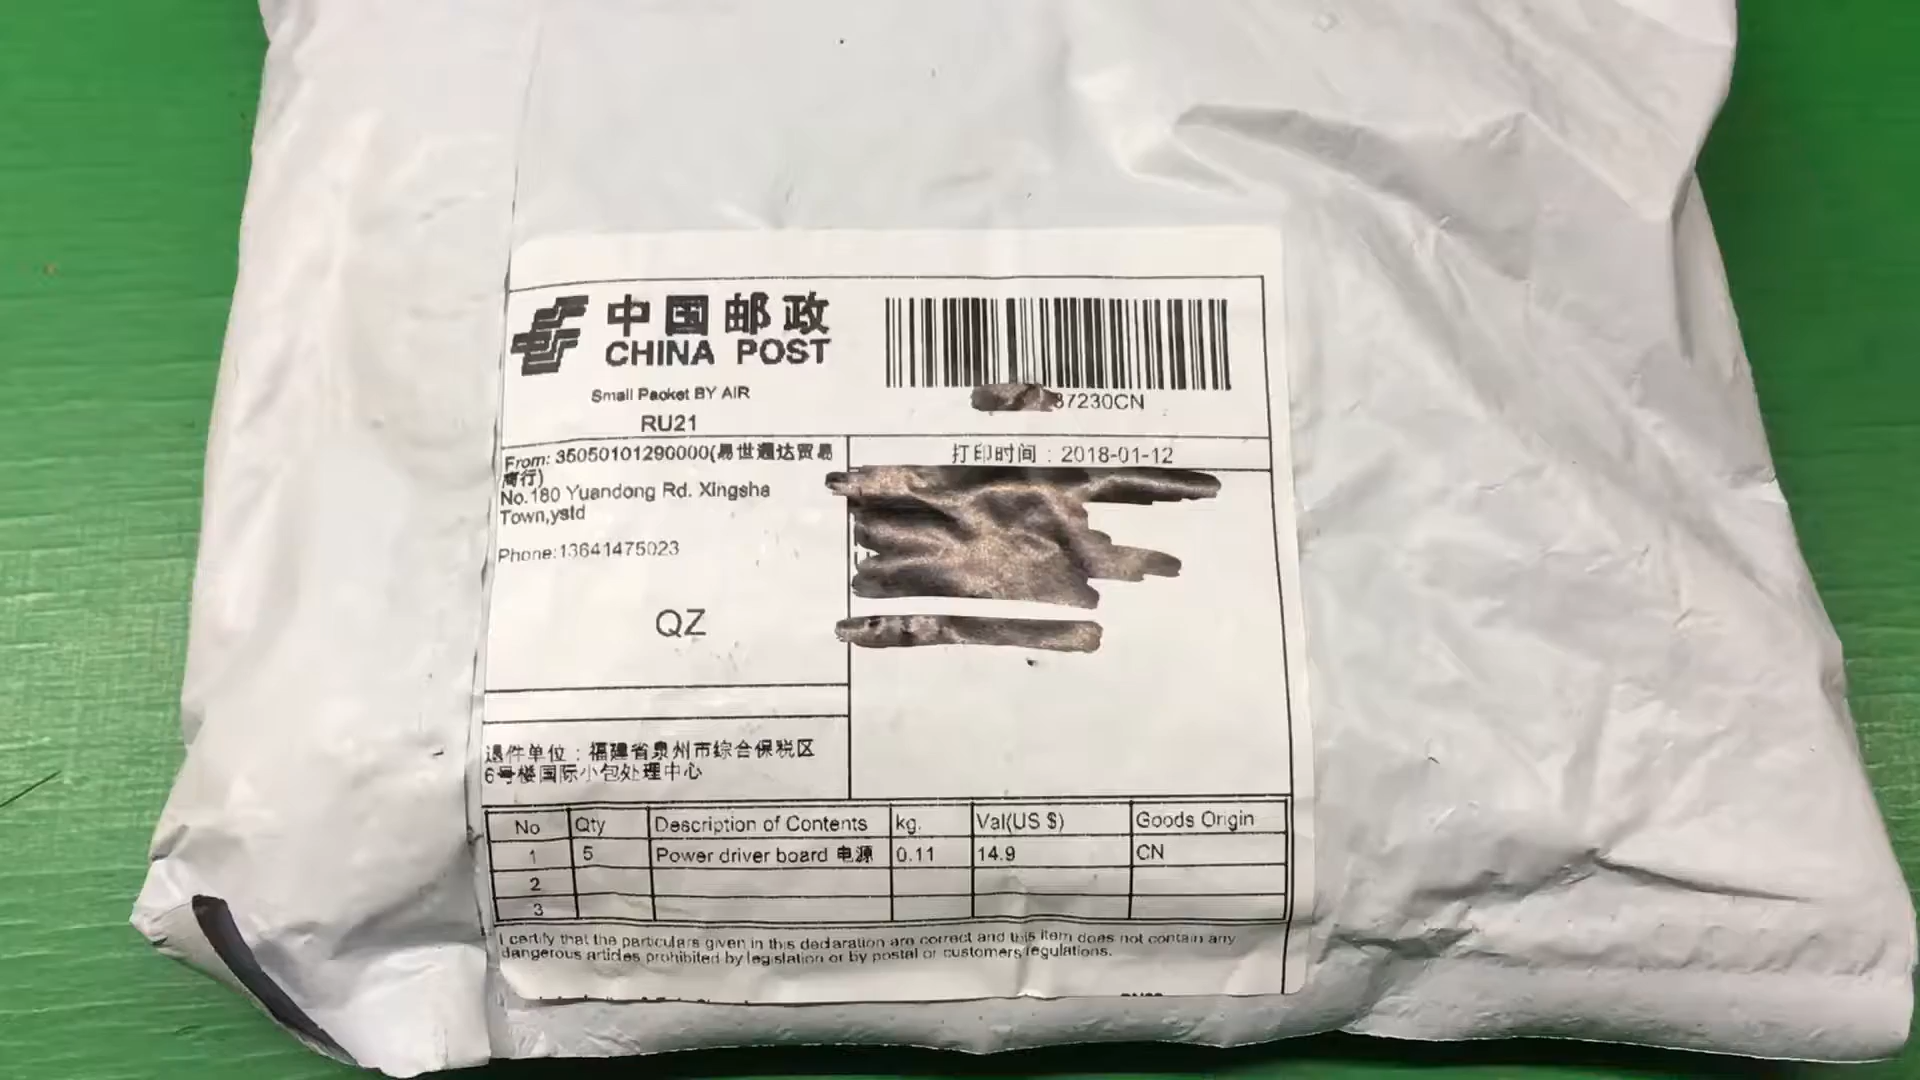 中国邮政
CHINA POST
Small Packet BY AIR
RU21
37230CN
From: 35050101290000(易世通达贸易
商行)
No.180 Yuandong Rd. Xingsha
Town,ystd
Phone:13641475023
QZ
打印时间：2018-01-12
退件单位：福建省泉州市综合保税区
6号楼国际小包处理中心
No Qty Description of Contents kg. Val(US $) Goods Origin
1 5 Power driver board 电源 0.11 14.9 CN
2
3
I certify that the particulars given in this declaration are correct and this item does not contain any
dangerous articles prohibited by legislation or by postal or customers regulations.